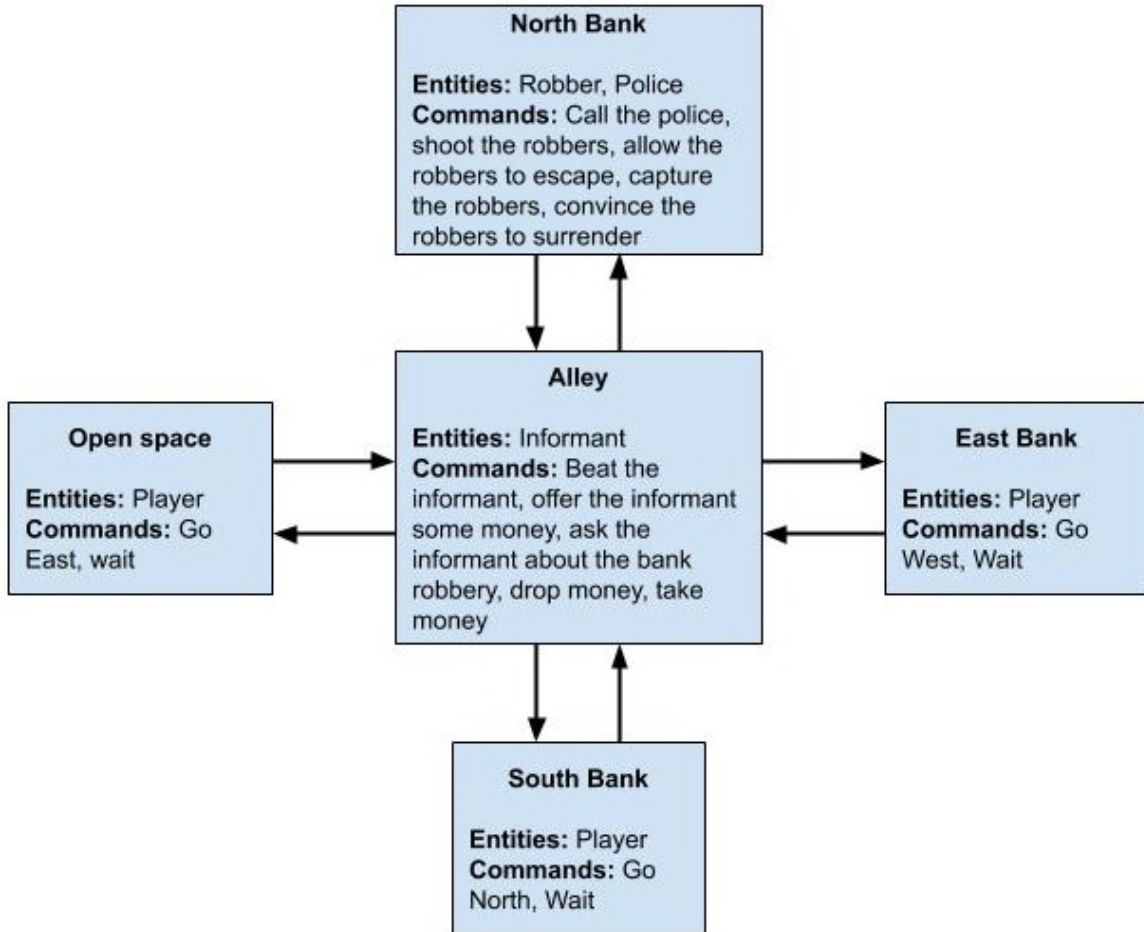 North Bank
Entities: Robber, Police
Commands: Call the police,
shoot the robbers, allow the
robbers to escape, capture
the robbers, convince the
robbers to surrender
Alley
Entities: Informant
Commands: Beat the
informant, offer the informant
some money, ask the
informant about the bank
robbery, drop money, take
money
Open space
Entities: Player
Commands: Go
East, wait
East Bank
Entities: Player
Commands: Go
West, Wait
South Bank
Entities: Player
Commands: Go
North, Wait